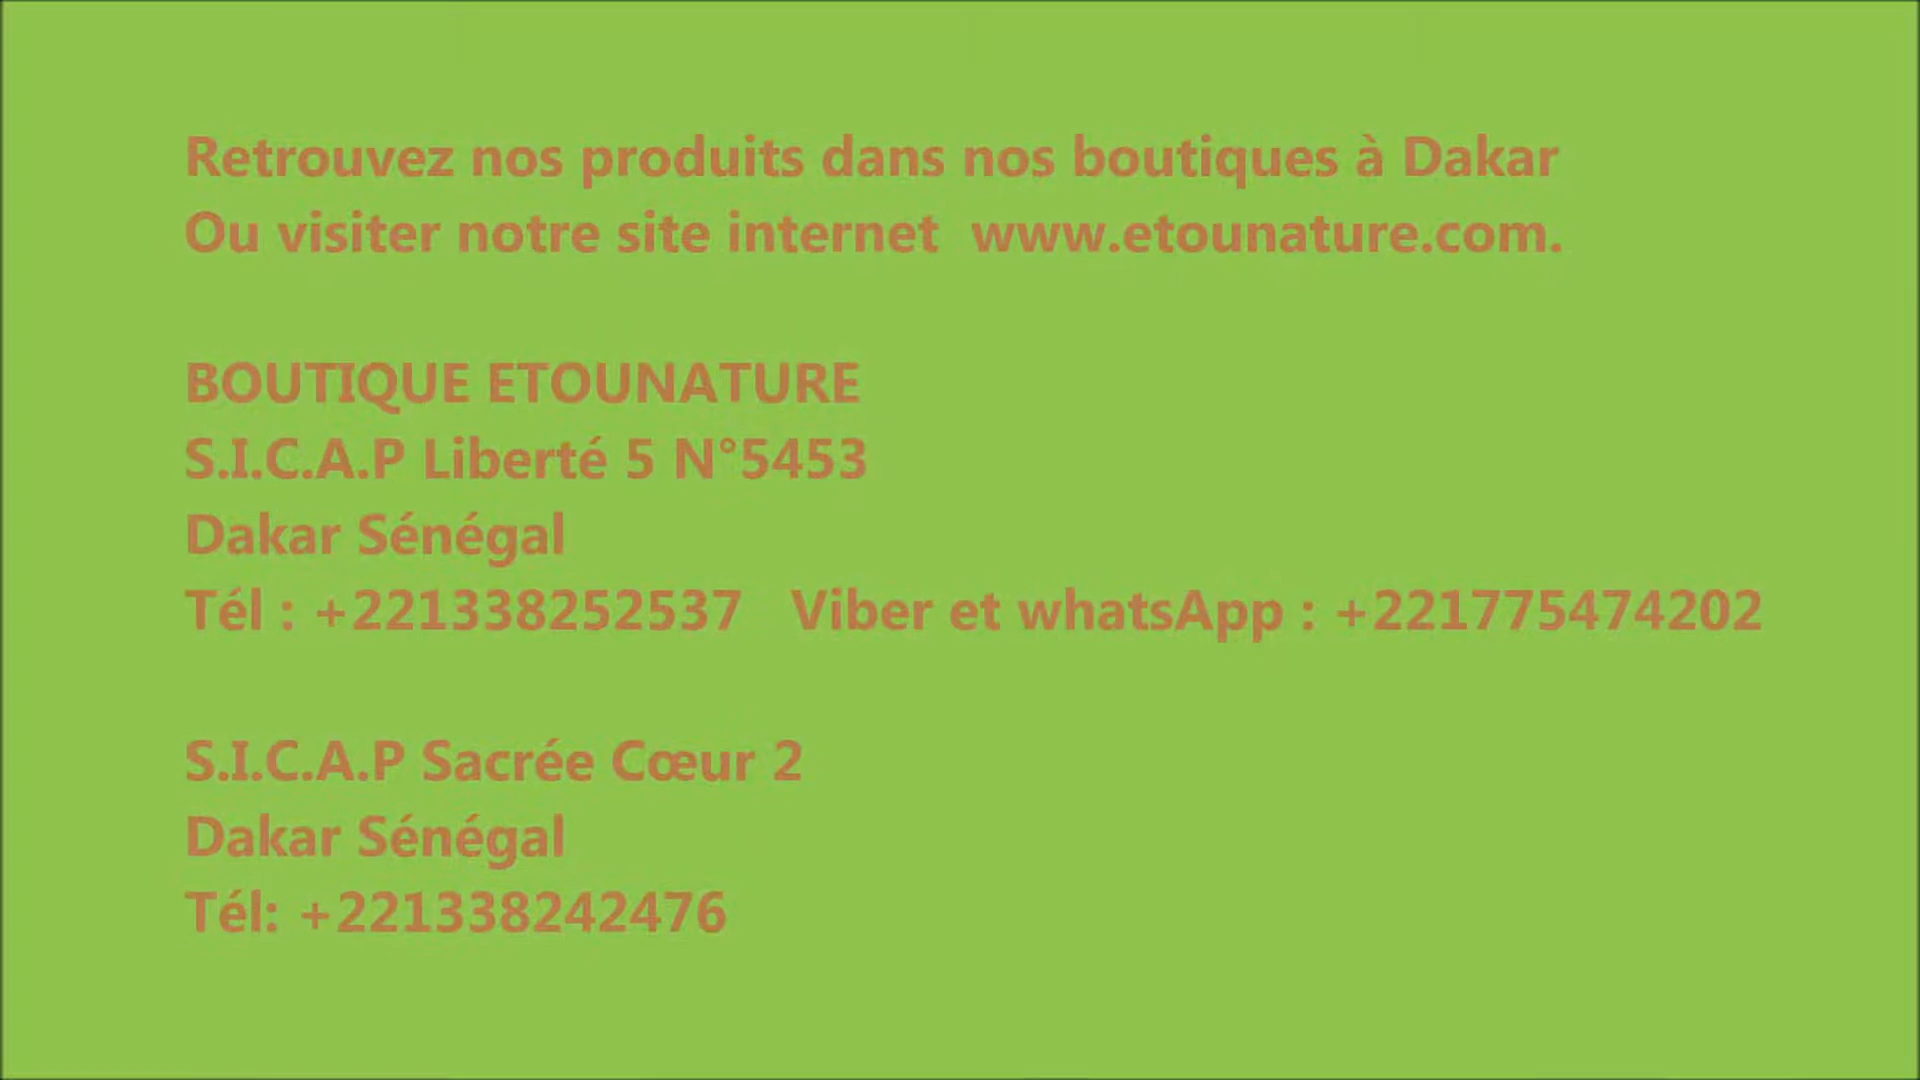 Retrouvez nos produits dans nos boutiques à Dakar
Ou visiter notre site internet  www.etounature.com.
BOUTIQUE ETOUNATURE
S.I.C.A.P Liberté 5 N°5453
Dakar Sénégal
Tél : +221338252537   Viber et whatsApp : +221775474202
S.I.C.A.P Sacrée Cœur 2
Dakar Sénégal
Tél: +221338242476